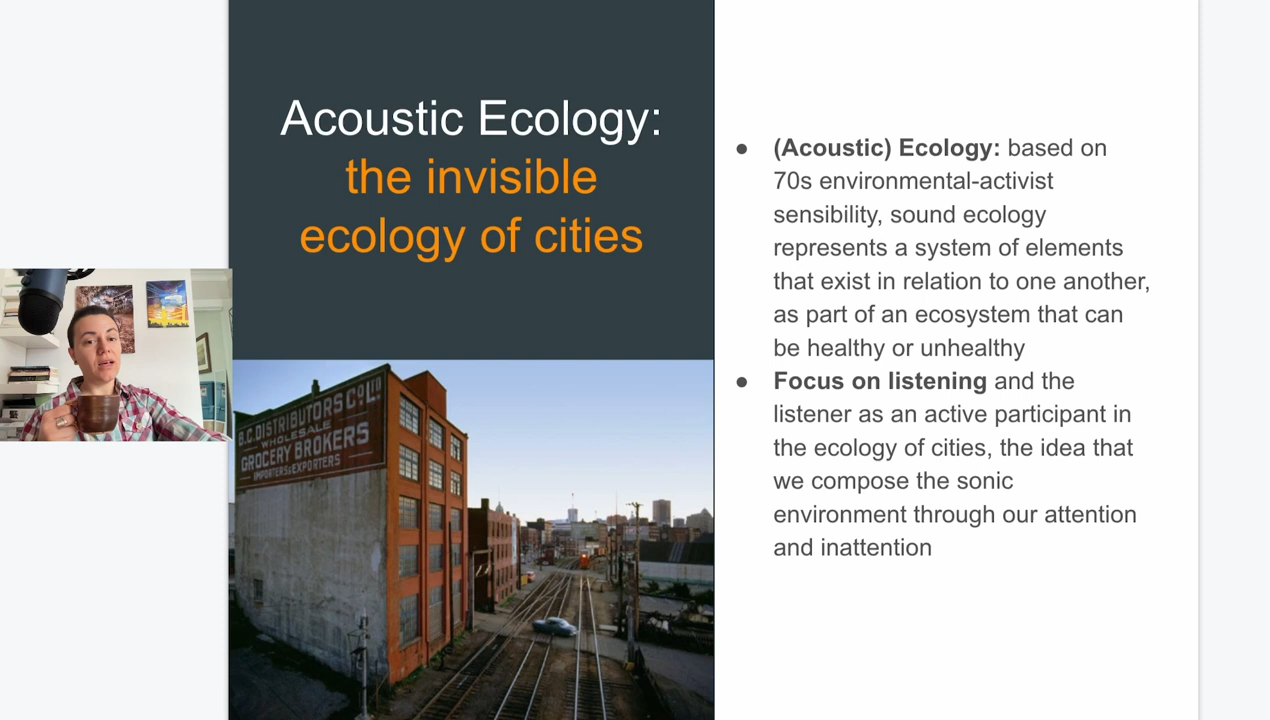 Acoustic Ecology:
the invisible
ecology of cities
● (Acoustic) Ecology: based on
70s environmental-activist
sensibility, sound ecology
represents a system of elements
that exist in relation to one another,
as part of an ecosystem that can
be healthy or unhealthy
● Focus on listening and the
listener as an active participant in
the ecology of cities, the idea that
we compose the sonic
environment through our attention
and inattention
B.C. DISTRIBUTORS CO. LTD
WHOLESALE
GROCERY BROKERS
IMPORTERS & EXPORTERS